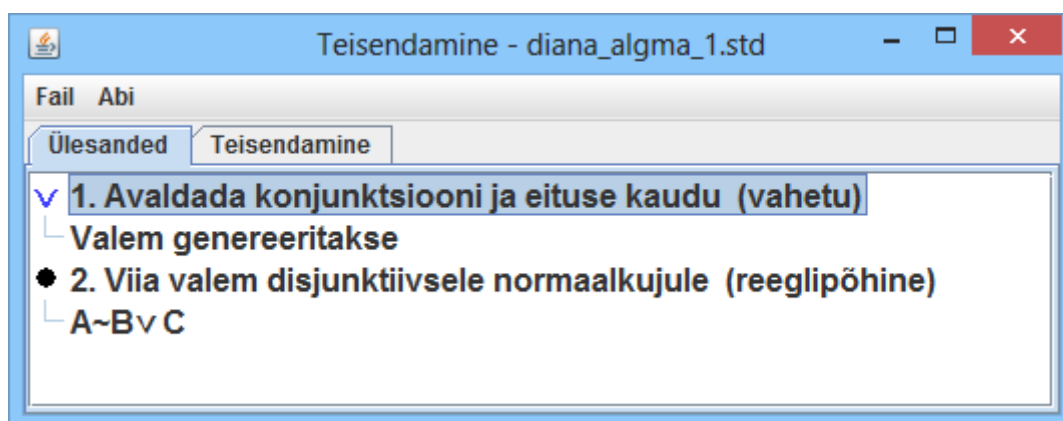 Teisendamine - diana_algma_1.std
Fail Abi
Ülesanded Teisendamine
1. Avaldada konjunktsiooni ja eituse kaudu (vahetu)
Valem genereeritakse
2. Viia valem disjunktiivsele normaalkujule (reeglipõhine)
A~B∨C